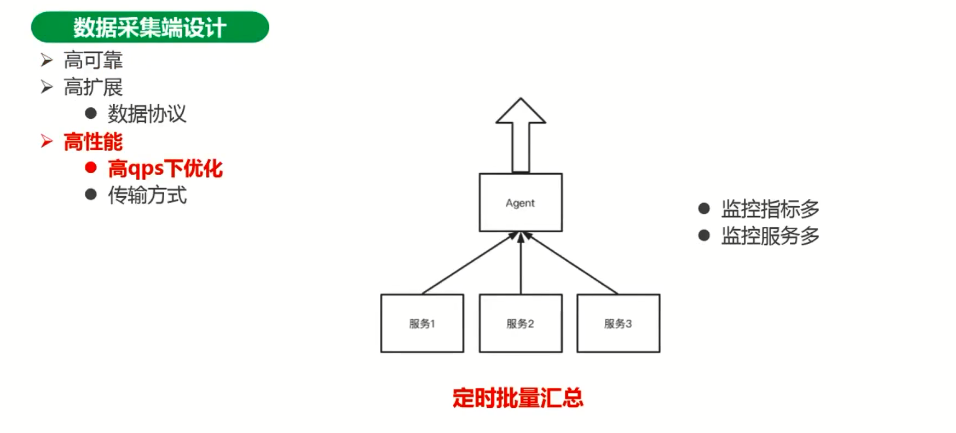 数据采集端设计
高可靠
高扩展
数据协议
高性能
高qps下优化
传输方式
Agent
监控指标多
监控服务多
服务1
服务2
服务3
定时批量汇总